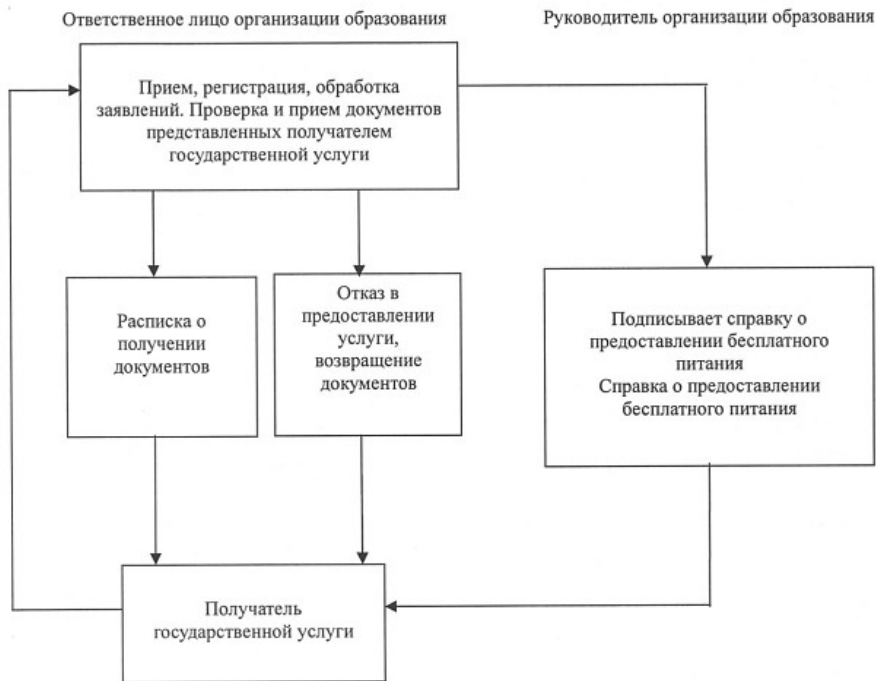 Ответственное лицо организации образования
Руководитель организации образования
Прием, регистрация, обработка
заявлений. Проверка и прием документов
представленных получателем
государственной услуги
Расписка о
получении
документов
Отказ в
предоставлении
услуги,
возвращение
документов
Подписывает справку о
предоставлении бесплатного
питания
Справка о предоставлении
бесплатного питания
Получатель
государственной услуги